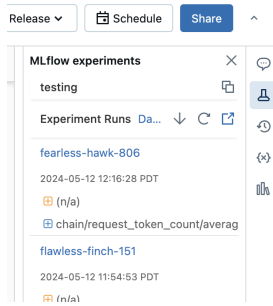 Release Schedule Share
MLflow experiments
testing
Experiment Runs Da...
fearless-hawk-806
2024-05-12 12:16:28 PDT
(n/a)
chain/request_token_count/averag
flawless-finch-151
2024-05-12 11:54:53 PDT
(n/a)